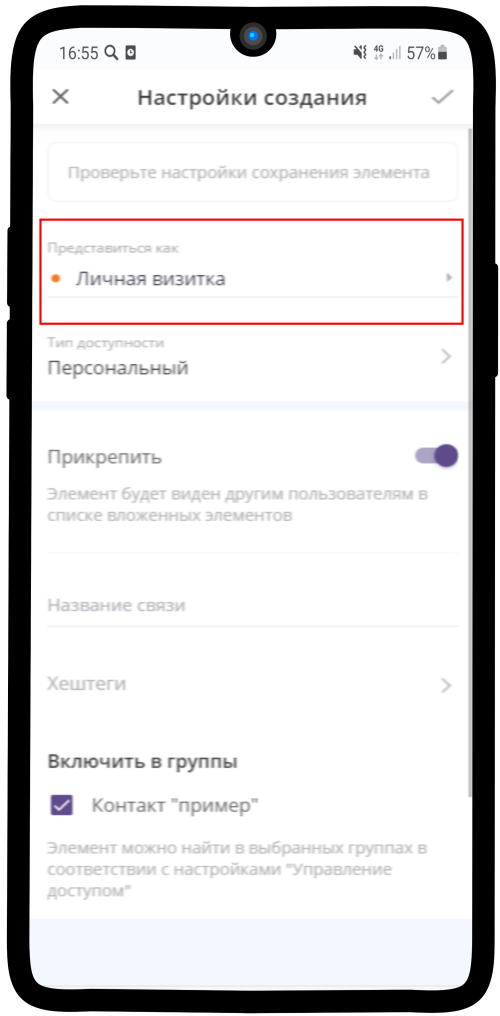 16:55 4G 57%
Настройки создания
Проверьте настройки сохранения элемента
Представиться как
Личная визитка
Тип доступности
Персональный
Прикрепить
Элемент будет виден другим пользователям в
списке вложенных элементов
Название связи
Хештеги
Включить в группы
Контакт "пример"
Элемент можно найти в выбранных группах в
соответствии с настройками "Управление
доступом"